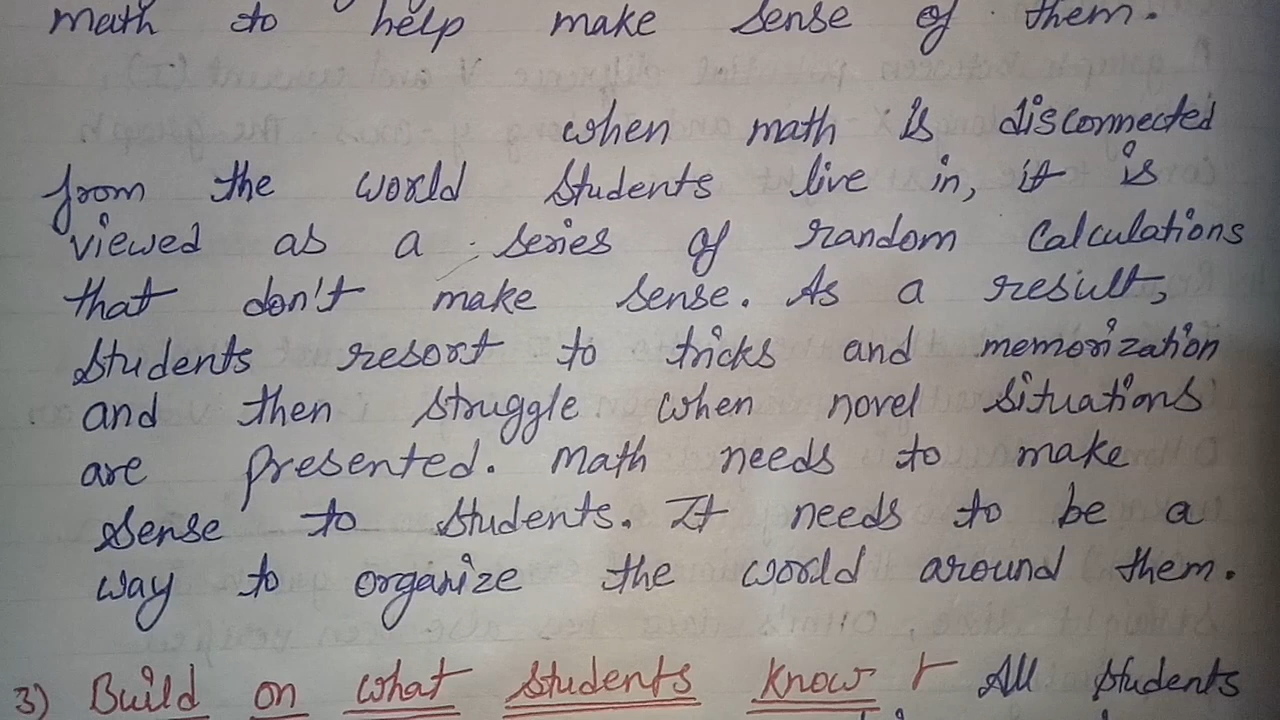 math to help make sense of them.
when math is disconnected
from the world students live in, it is
viewed as a series of random calculations
that don't make sense. As a result,
students resort to tricks and memorization
and then struggle when novel situations
are presented. Math needs to make
sense to students. It needs to be a
way to organize the world around them.
3) Build on what students know All students